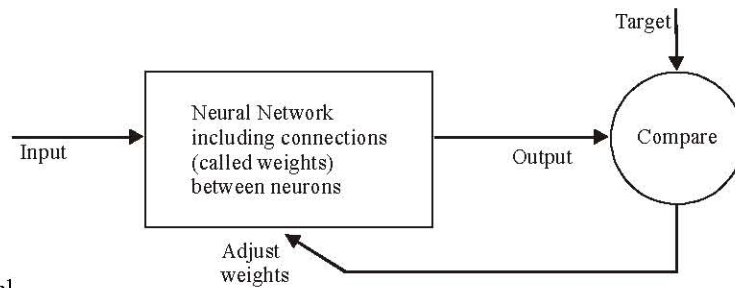 Target
Neural Network
including connections
(called weights)
between neurons
Input
Output
Compare
Adjust
weights